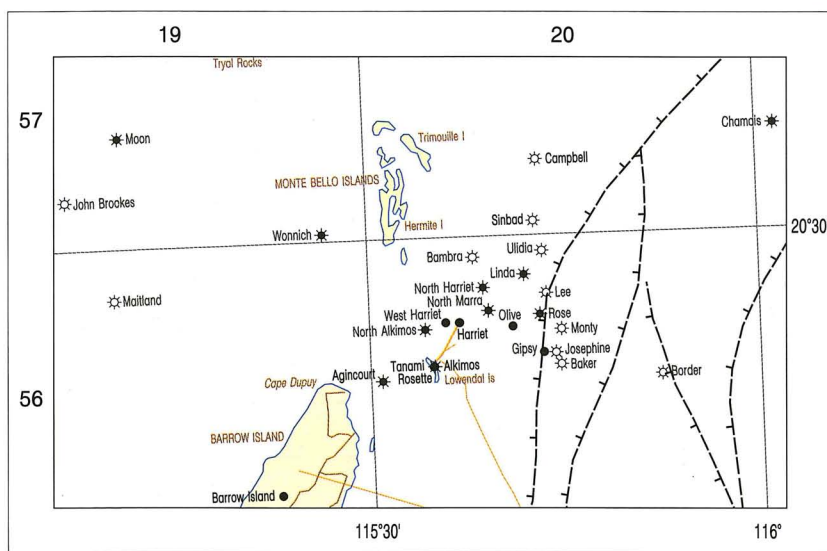 19 20
Tryal Rocks
57
Moon
Chamois
Trimouille I
Campbell
MONTE BELLO ISLANDS
John Brookes
Sinbad
Hermite I
20°30'
Wonnich
Ulidia
Bambra
Linda
North Harriet
Lee
Maitland
North Marra
West Harriet
Olive
Rose
North Alkimos
Harriet
Monty
Gipsy
Josephine
Tanami
Alkimos
Baker
Agincourt
Rosette
Lowendal Is
Border
Cape Dupuy
56
BARROW ISLAND
Barrow Island
115°30' 116°